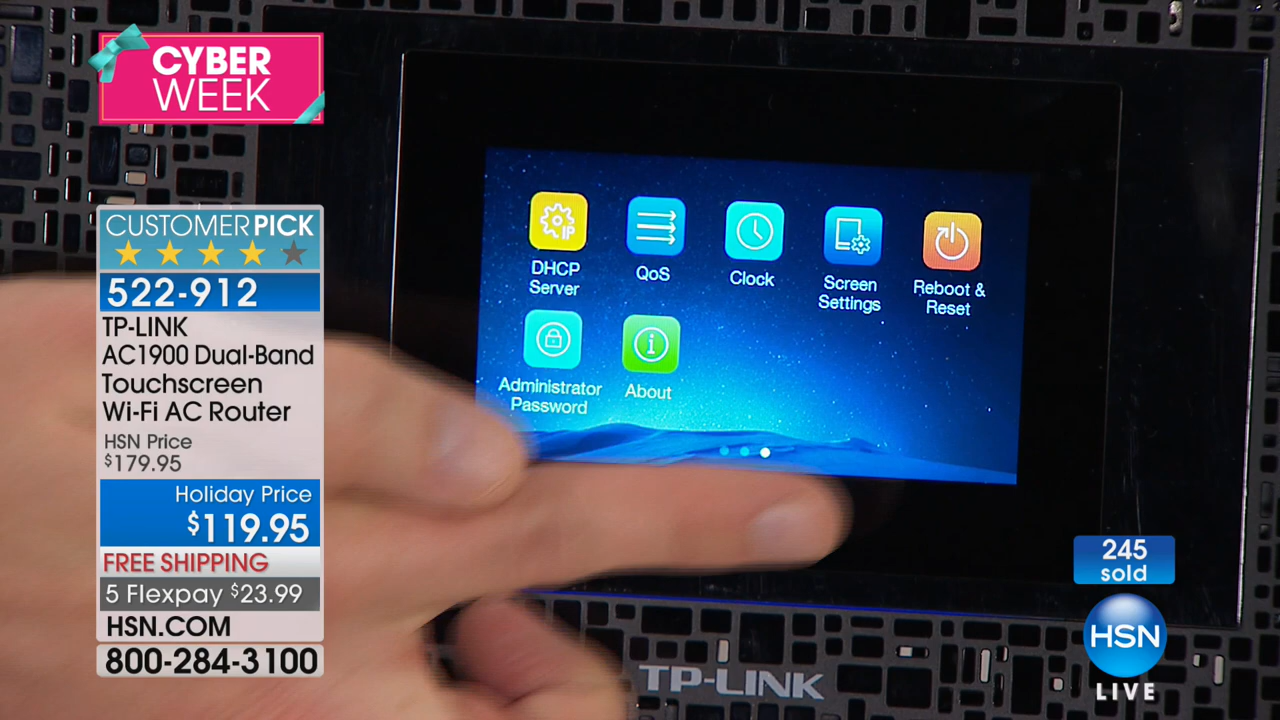 CYBER
WEEK
CUSTOMER PICK
522-912
TP-LINK
AC1900 Dual-Band
Touchscreen
Wi-Fi AC Router
HSN Price
$179.95
Holiday Price
$119.95
FREE SHIPPING
5 Flexpay $23.99
HSN.COM
800-284-3100
IP
DHCP
Server
QoS
Clock
Screen
Settings
Reboot &
Reset
Administrator
Password
About
TP-LINK
245
sold
HSN
LIVE